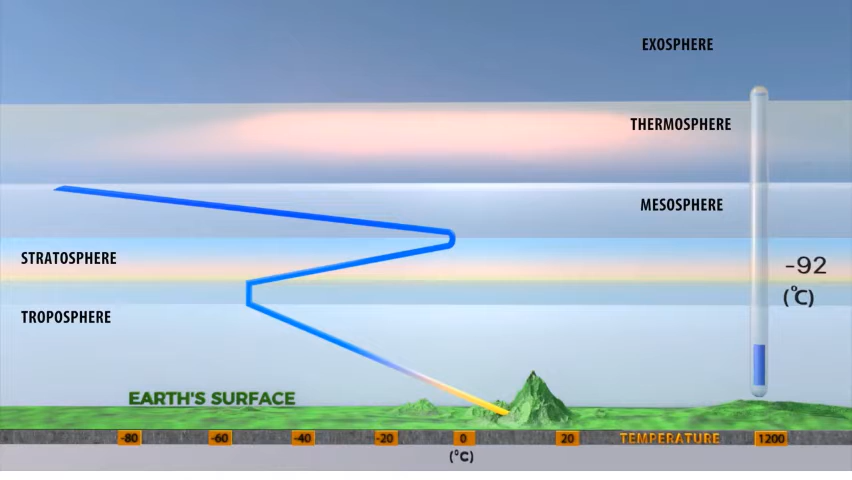 EXOSPHERE
THERMOSPHERE
MESOSPHERE
STRATOSPHERE
-92
(°C)
TROPOSPHERE
EARTH'S SURFACE
-80 -60 -40 -20 0 20 TEMPERATURE 1200
(°C)